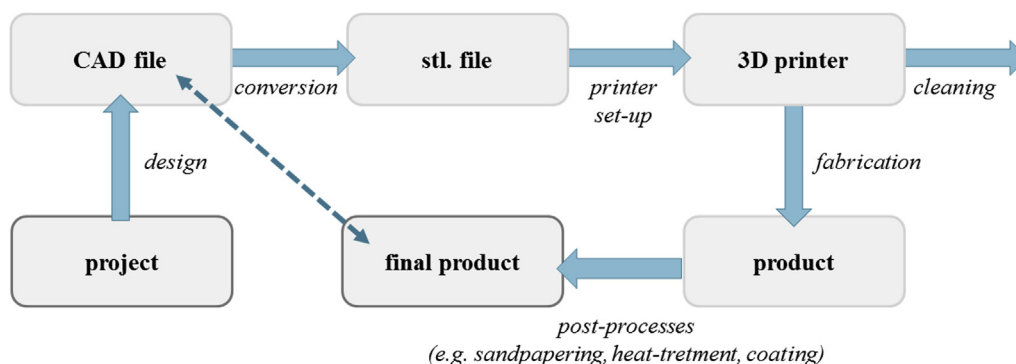 CAD file
conversion
stl. file
printer
set-up
3D printer
cleaning
design
fabrication
project
final product
product
post-processes
(e.g. sandpapering, heat-tretment, coating)